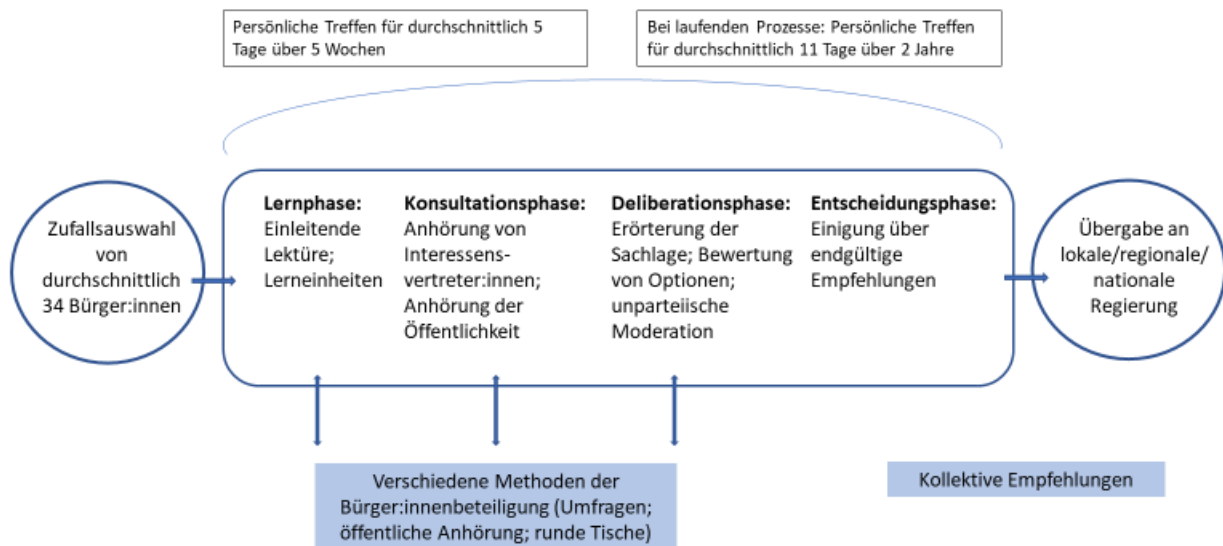 Persönliche Treffen für durchschnittlich 5
Tage über 5 Wochen
Bei laufenden Prozesse: Persönliche Treffen
für durchschnittlich 11 Tage über 2 Jahre
Zufallsauswahl
von
durchschnittlich
34 Bürger:innen
Lernphase:
Einleitende
Lektüre;
Lerneinheiten
Konsultationsphase:
Anhörung von
Interessens-
vertreter:innen;
Anhörung der
Öffentlichkeit
Deliberationsphase:
Erörterung der
Sachlage; Bewertung
von Optionen;
unparteiische
Moderation
Entscheidungsphase:
Einigung über
endgültige
Empfehlungen
Übergabe an
lokale/regionale/
nationale
Regierung
Verschiedene Methoden der
Bürger:innenbeteiligung (Umfragen;
öffentliche Anhörung; runde Tische)
Kollektive Empfehlungen